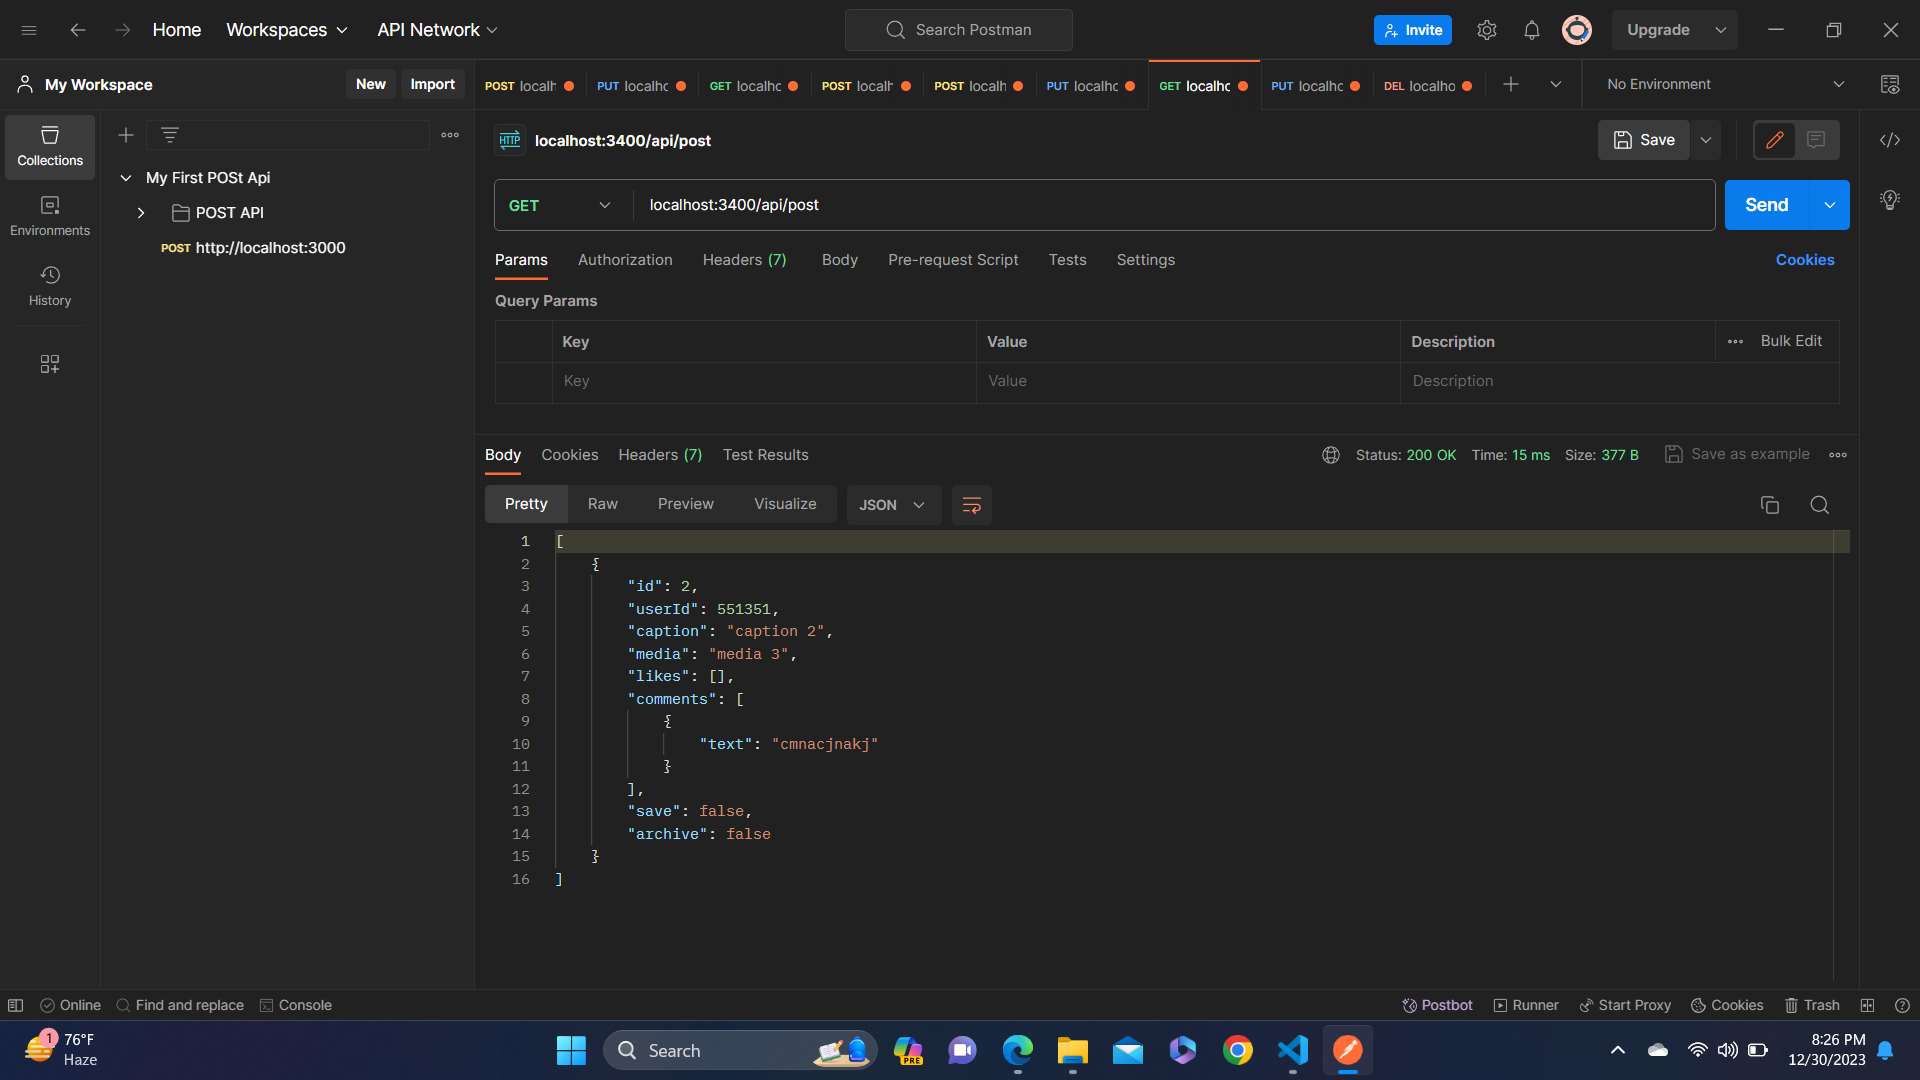 Home Workspaces API Network Search Postman Invite Upgrade
My Workspace New Import
POST localh PUT localhc GET localhc POST localh POST localh PUT localhc GET localhc PUT localhc DEL localho No Environment
Collections
Environments
History
My First POSt Api
POST API
POST http://localhost:3000
HTTP localhost:3400/api/post Save
GET localhost:3400/api/post Send
Params Authorization Headers (7) Body Pre-request Script Tests Settings Cookies
Query Params
Key Value Description Bulk Edit
Key Value Description
Body Cookies Headers (7) Test Results Status: 200 OK Time: 15 ms Size: 377 B Save as example
Pretty Raw Preview Visualize JSON
1 [
2 {
3 "id": 2,
4 "userId": 551351,
5 "caption": "caption 2",
6 "media": "media 3",
7 "likes": [],
8 "comments": [
9 {
10 "text": "cmnacjnakj"
11 }
12 ],
13 "save": false,
14 "archive": false
15 }
16 ]
Online Find and replace Console Postbot Runner Start Proxy Cookies Trash
1 76°F
Haze
Search
PRE
8:26 PM
12/30/2023